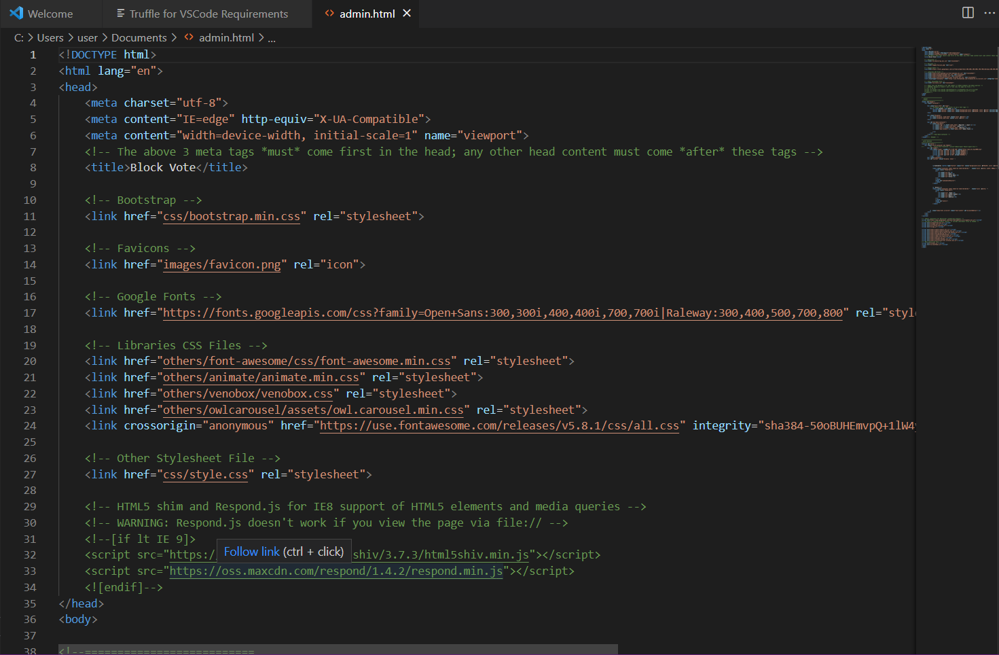 Welcome
Truffle for VSCode Requirements
admin.html
C: > Users > user > Documents > admin.html > ...
1 <!DOCTYPE html>
2 <html lang="en">
3 <head>
4 <meta charset="utf-8">
5 <meta content="IE=edge" http-equiv="X-UA-Compatible">
6 <meta content="width=device-width, initial-scale=1" name="viewport">
7 <!-- The above 3 meta tags *must* come first in the head; any other head content must come *after* these tags -->
8 <title>Block Vote</title>
9
10 <!-- Bootstrap -->
11 <link href="css/bootstrap.min.css" rel="stylesheet">
12
13 <!-- Favicons -->
14 <link href="images/favicon.png" rel="icon">
15
16 <!-- Google Fonts -->
17 <link href="https://fonts.googleapis.com/css?family=Open+Sans:300,300i,400,400i,700,700i|Raleway:300,400,500,700,800" rel="style
18
19 <!-- Libraries CSS Files -->
20 <link href="others/font-awesome/css/font-awesome.min.css" rel="stylesheet">
21 <link href="others/animate/animate.min.css" rel="stylesheet">
22 <link href="others/venobox/venobox.css" rel="stylesheet">
23 <link href="others/owlcarousel/assets/owl.carousel.min.css" rel="stylesheet">
24 <link crossorigin="anonymous" href="https://use.fontawesome.com/releases/v5.8.1/css/all.css" integrity="sha384-50oBUHEmvpQ+1lW4y
25
26 <!-- Other Stylesheet File -->
27 <link href="css/style.css" rel="stylesheet">
28
29 <!-- HTML5 shim and Respond.js for IE8 support of HTML5 elements and media queries -->
30 <!-- WARNING: Respond.js doesn't work if you view the page via file:// -->
31 <!--[if lt IE 9]>
Follow link (ctrl + click)
32 <script src="https:/ shiv/3.7.3/html5shiv.min.js"></script>
33 <script src="https://oss.maxcdn.com/respond/1.4.2/respond.min.js"></script>
34 <![endif]-->
35 </head>
36 <body>
37
38 <!--==========================